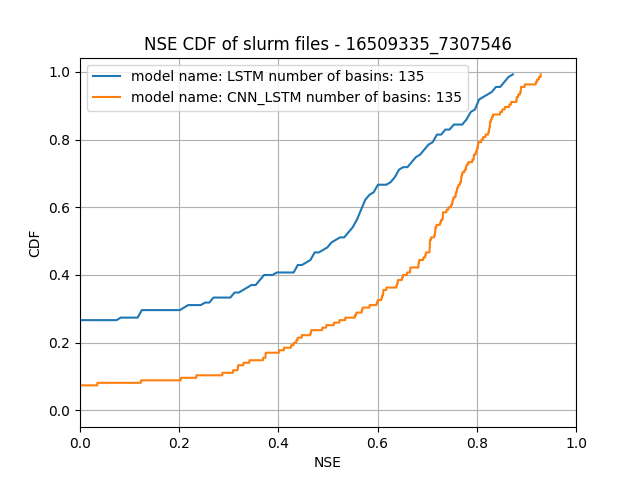 NSE CDF of slurm files - 16509335_7307546
model name: LSTM number of basins: 135
model name: CNN_LSTM number of basins: 135
1.0
0.8
0.6
0.4
0.2
0.0
CDF
0.0 0.2 0.4 0.6 0.8 1.0
NSE